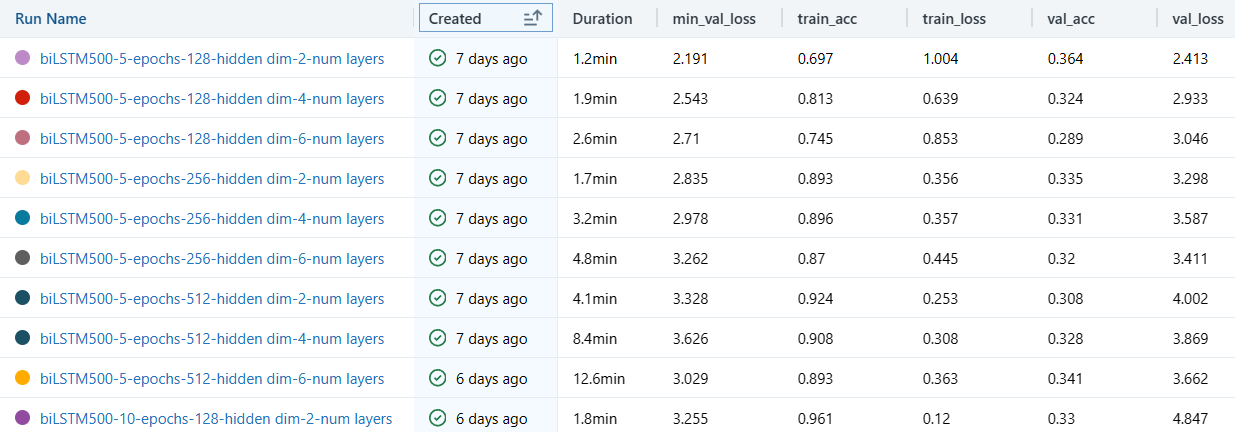 Run Name Created Duration min_val_loss train_acc train_loss val_acc val_loss
biLSTM500-5-epochs-128-hidden dim-2-num layers 7 days ago 1.2min 2.191 0.697 1.004 0.364 2.413
biLSTM500-5-epochs-128-hidden dim-4-num layers 7 days ago 1.9min 2.543 0.813 0.639 0.324 2.933
biLSTM500-5-epochs-128-hidden dim-6-num layers 7 days ago 2.6min 2.71 0.745 0.853 0.289 3.046
biLSTM500-5-epochs-256-hidden dim-2-num layers 7 days ago 1.7min 2.835 0.893 0.356 0.335 3.298
biLSTM500-5-epochs-256-hidden dim-4-num layers 7 days ago 3.2min 2.978 0.896 0.357 0.331 3.587
biLSTM500-5-epochs-256-hidden dim-6-num layers 7 days ago 4.8min 3.262 0.87 0.445 0.32 3.411
biLSTM500-5-epochs-512-hidden dim-2-num layers 7 days ago 4.1min 3.328 0.924 0.253 0.308 4.002
biLSTM500-5-epochs-512-hidden dim-4-num layers 7 days ago 8.4min 3.626 0.908 0.308 0.328 3.869
biLSTM500-5-epochs-512-hidden dim-6-num layers 6 days ago 12.6min 3.029 0.893 0.363 0.341 3.662
biLSTM500-10-epochs-128-hidden dim-2-num layers 6 days ago 1.8min 3.255 0.961 0.12 0.33 4.847